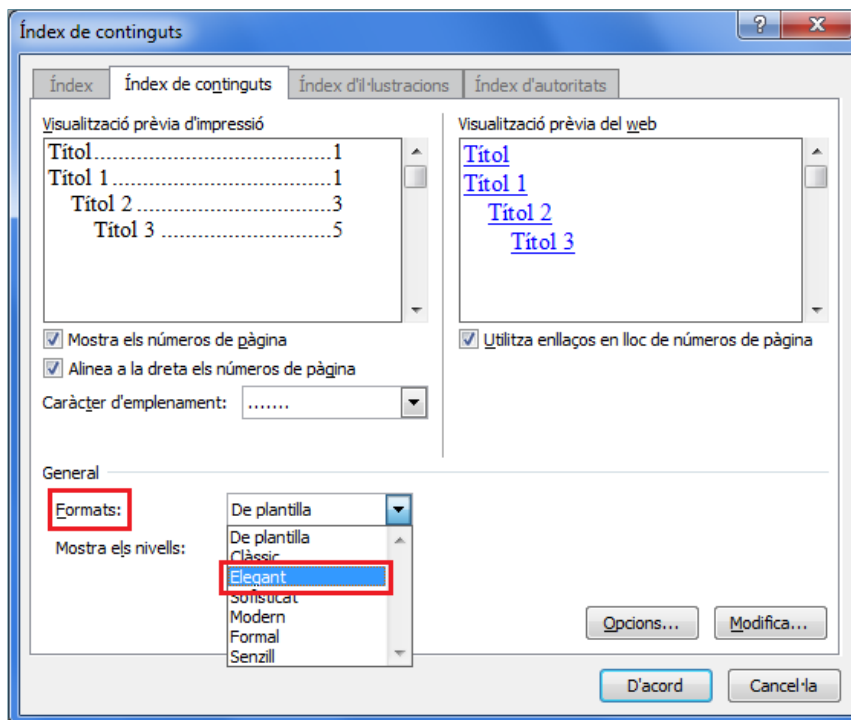 Índex de continguts
Índex
Índex de continguts
Índex d'il·lustracions
Índex d'autoritats
Visualització prèvia d'impressió
Títol....................................1
Títol 1.................................1
Títol 2.............................3
Títol 3..........................5
Visualització prèvia del web
Títol
Títol 1
Títol 2
Títol 3
Mostra els números de pàgina
Alinea a la dreta els números de pàgina
Caràcter d'emplenament: .......
Utilitza enllaços en lloc de números de pàgina
General
Formats: De plantilla
Mostra els nivells:
De plantilla
Clàssic
Elegant
Sofisticat
Modern
Formal
Senzill
Opcions... Modifica...
D'acord Cancel·la